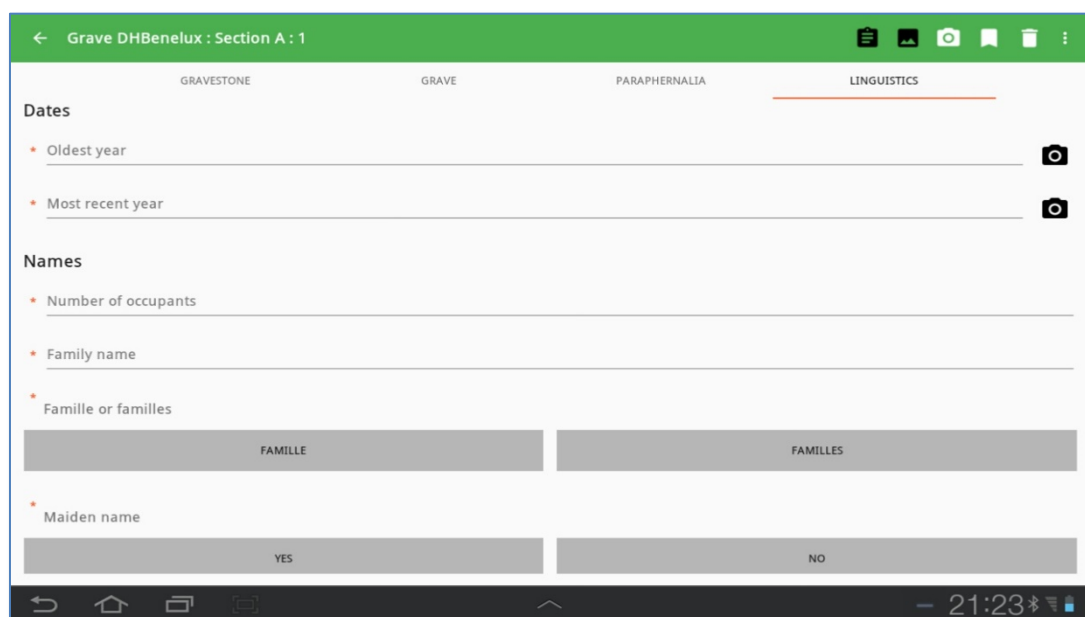 Grave DHBenelux : Section A : 1
GRAVESTONE GRAVE PARAPHERNALIA LINGUISTICS
Dates
* Oldest year
* Most recent year
Names
* Number of occupants
* Family name
* Famille or familles
FAMILLE FAMILLES
* Maiden name
YES NO
21:23